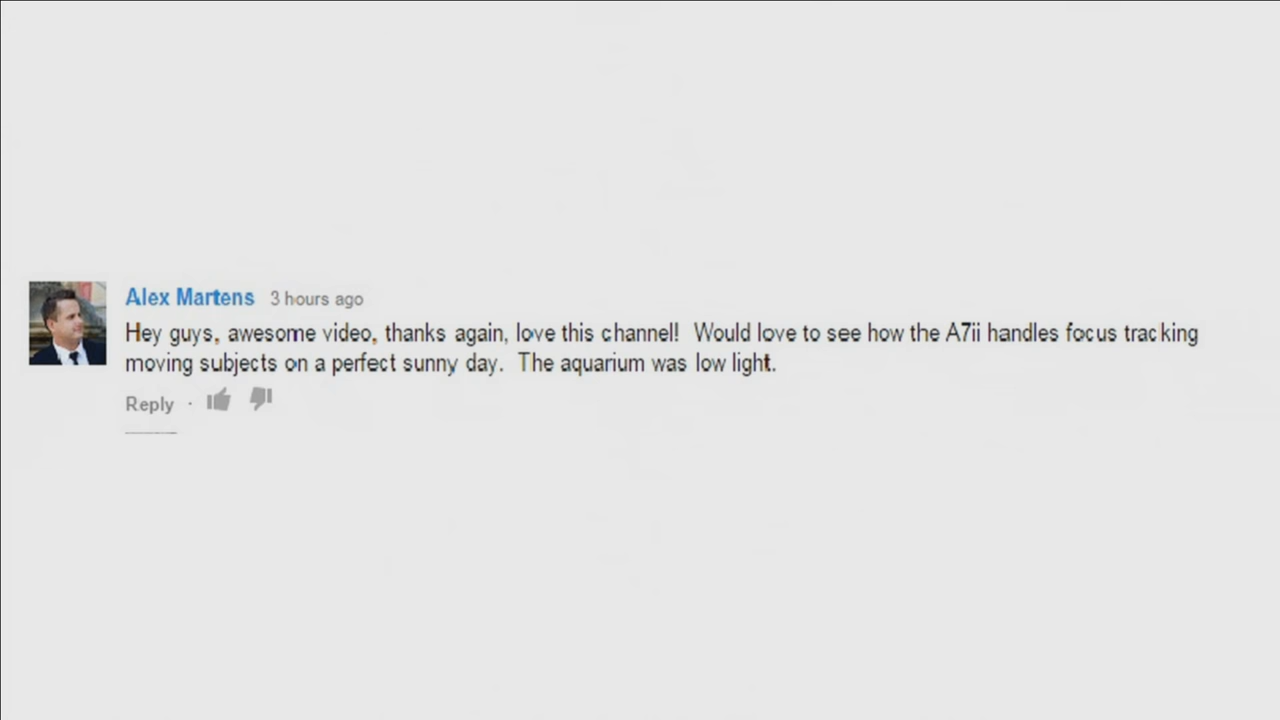 Alex Martens 3 hours ago
Hey guys, awesome video, thanks again, love this channel!  Would love to see how the A7ii handles focus tracking
moving subjects on a perfect sunny day.  The aquarium was low light.
Reply ·